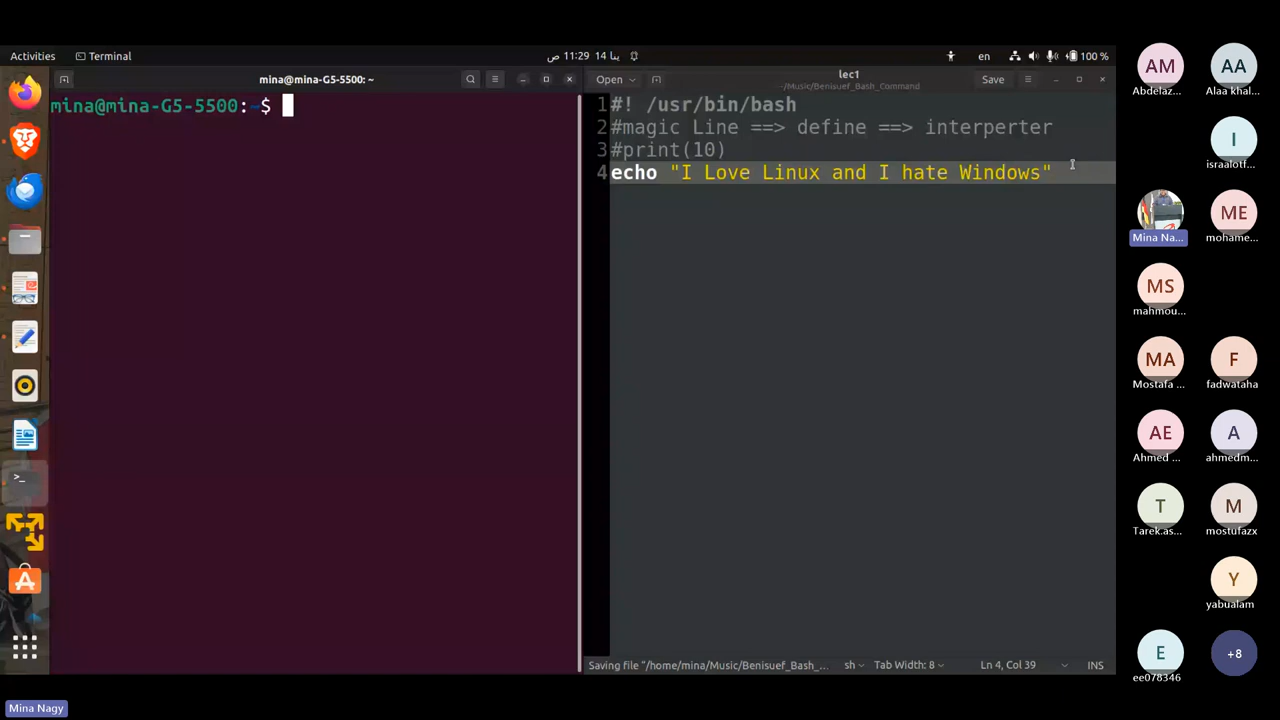 Activities
Terminal
11:29 ص
14 ينا
en
100 %
mina@mina-G5-5500: ~
Open
lec1
~/Music/Benisuef_Bash_Command
Save
mina@mina-G5-5500:~$
1 #! /usr/bin/bash
2 #magic Line ==> define ==> interperter
3 #print(10)
4 echo "I Love Linux and I hate Windows"
Saving file "/home/mina/Music/Benisuef_Bash_...
sh
Tab Width: 8
Ln 4, Col 39
INS
AM
Abdelaz...
AA
Alaa khal...
I
israalotf...
Mina Na...
ME
mohame...
MS
mahmou...
MA
Mostafa ...
F
fadwataha
AE
Ahmed ...
A
ahmedm...
T
Tarek.as...
M
mostufazx
Y
yabualam
E
ee078346
+8
Mina Nagy